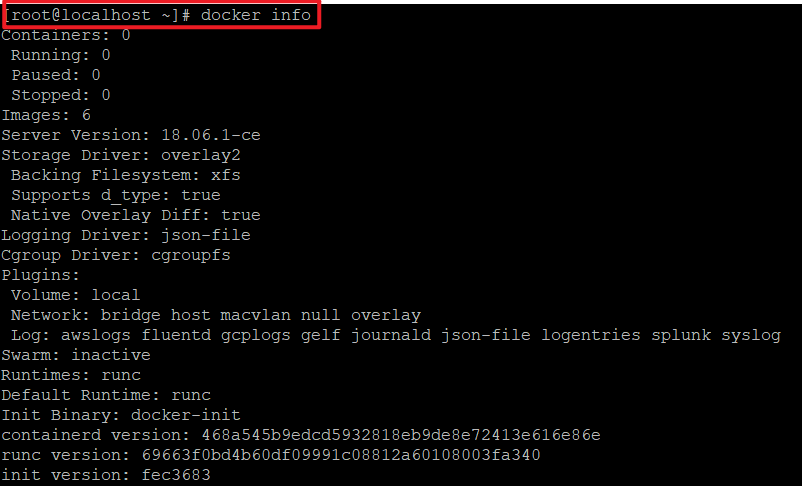 [root@localhost ~]# docker info
Containers: 0
 Running: 0
 Paused: 0
 Stopped: 0
Images: 6
Server Version: 18.06.1-ce
Storage Driver: overlay2
 Backing Filesystem: xfs
 Supports d_type: true
 Native Overlay Diff: true
Logging Driver: json-file
Cgroup Driver: cgroupfs
Plugins:
 Volume: local
 Network: bridge host macvlan null overlay
 Log: awslogs fluentd gcplogs gelf journald json-file logentries splunk syslog
Swarm: inactive
Runtimes: runc
Default Runtime: runc
Init Binary: docker-init
containerd version: 468a545b9edcd5932818eb9de8e72413e616e86e
runc version: 69663f0bd4b60df09991c08812a60108003fa340
init version: fec3683